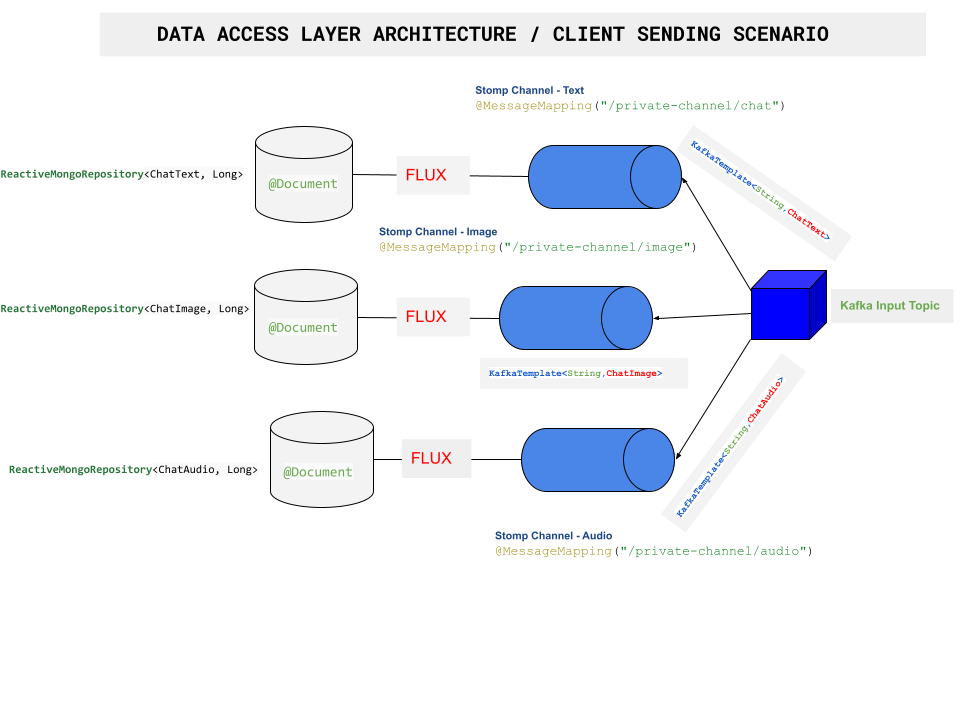 DATA ACCESS LAYER ARCHITECTURE / CLIENT SENDING SCENARIO
Stomp Channel - Text
@MessageMapping("/private-channel/chat")
KafkaTemplate<String,ChatText>
ReactiveMongoRepository<ChatText, Long>
@Document
FLUX
Stomp Channel - Image
@MessageMapping("/private-channel/image")
ReactiveMongoRepository<ChatImage, Long>
@Document
FLUX
Kafka Input Topic
KafkaTemplate<String,ChatImage>
KafkaTemplate<String,ChatAudio>
ReactiveMongoRepository<ChatAudio, Long>
@Document
FLUX
Stomp Channel - Audio
@MessageMapping("/private-channel/audio")